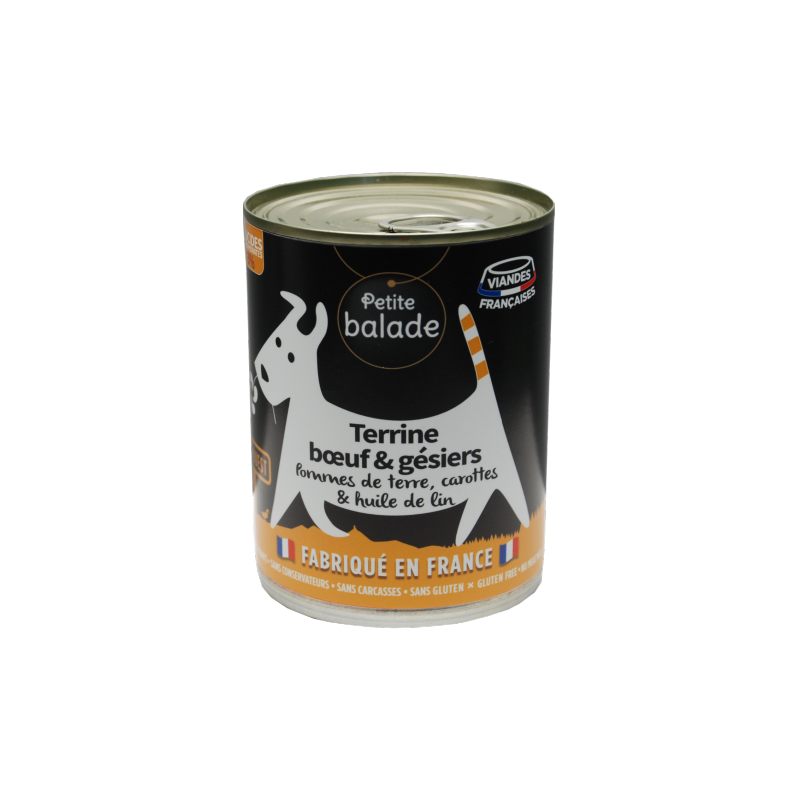 Petite
balade
VIANDES
FRANÇAISES
Terrine
bœuf & gésiers
Pommes de terre, carottes
& huile de lin
FABRIQUÉ EN FRANCE
• SANS CONSERVATEURS • SANS CARCASSES • SANS GLUTEN × GLUTEN FREE •